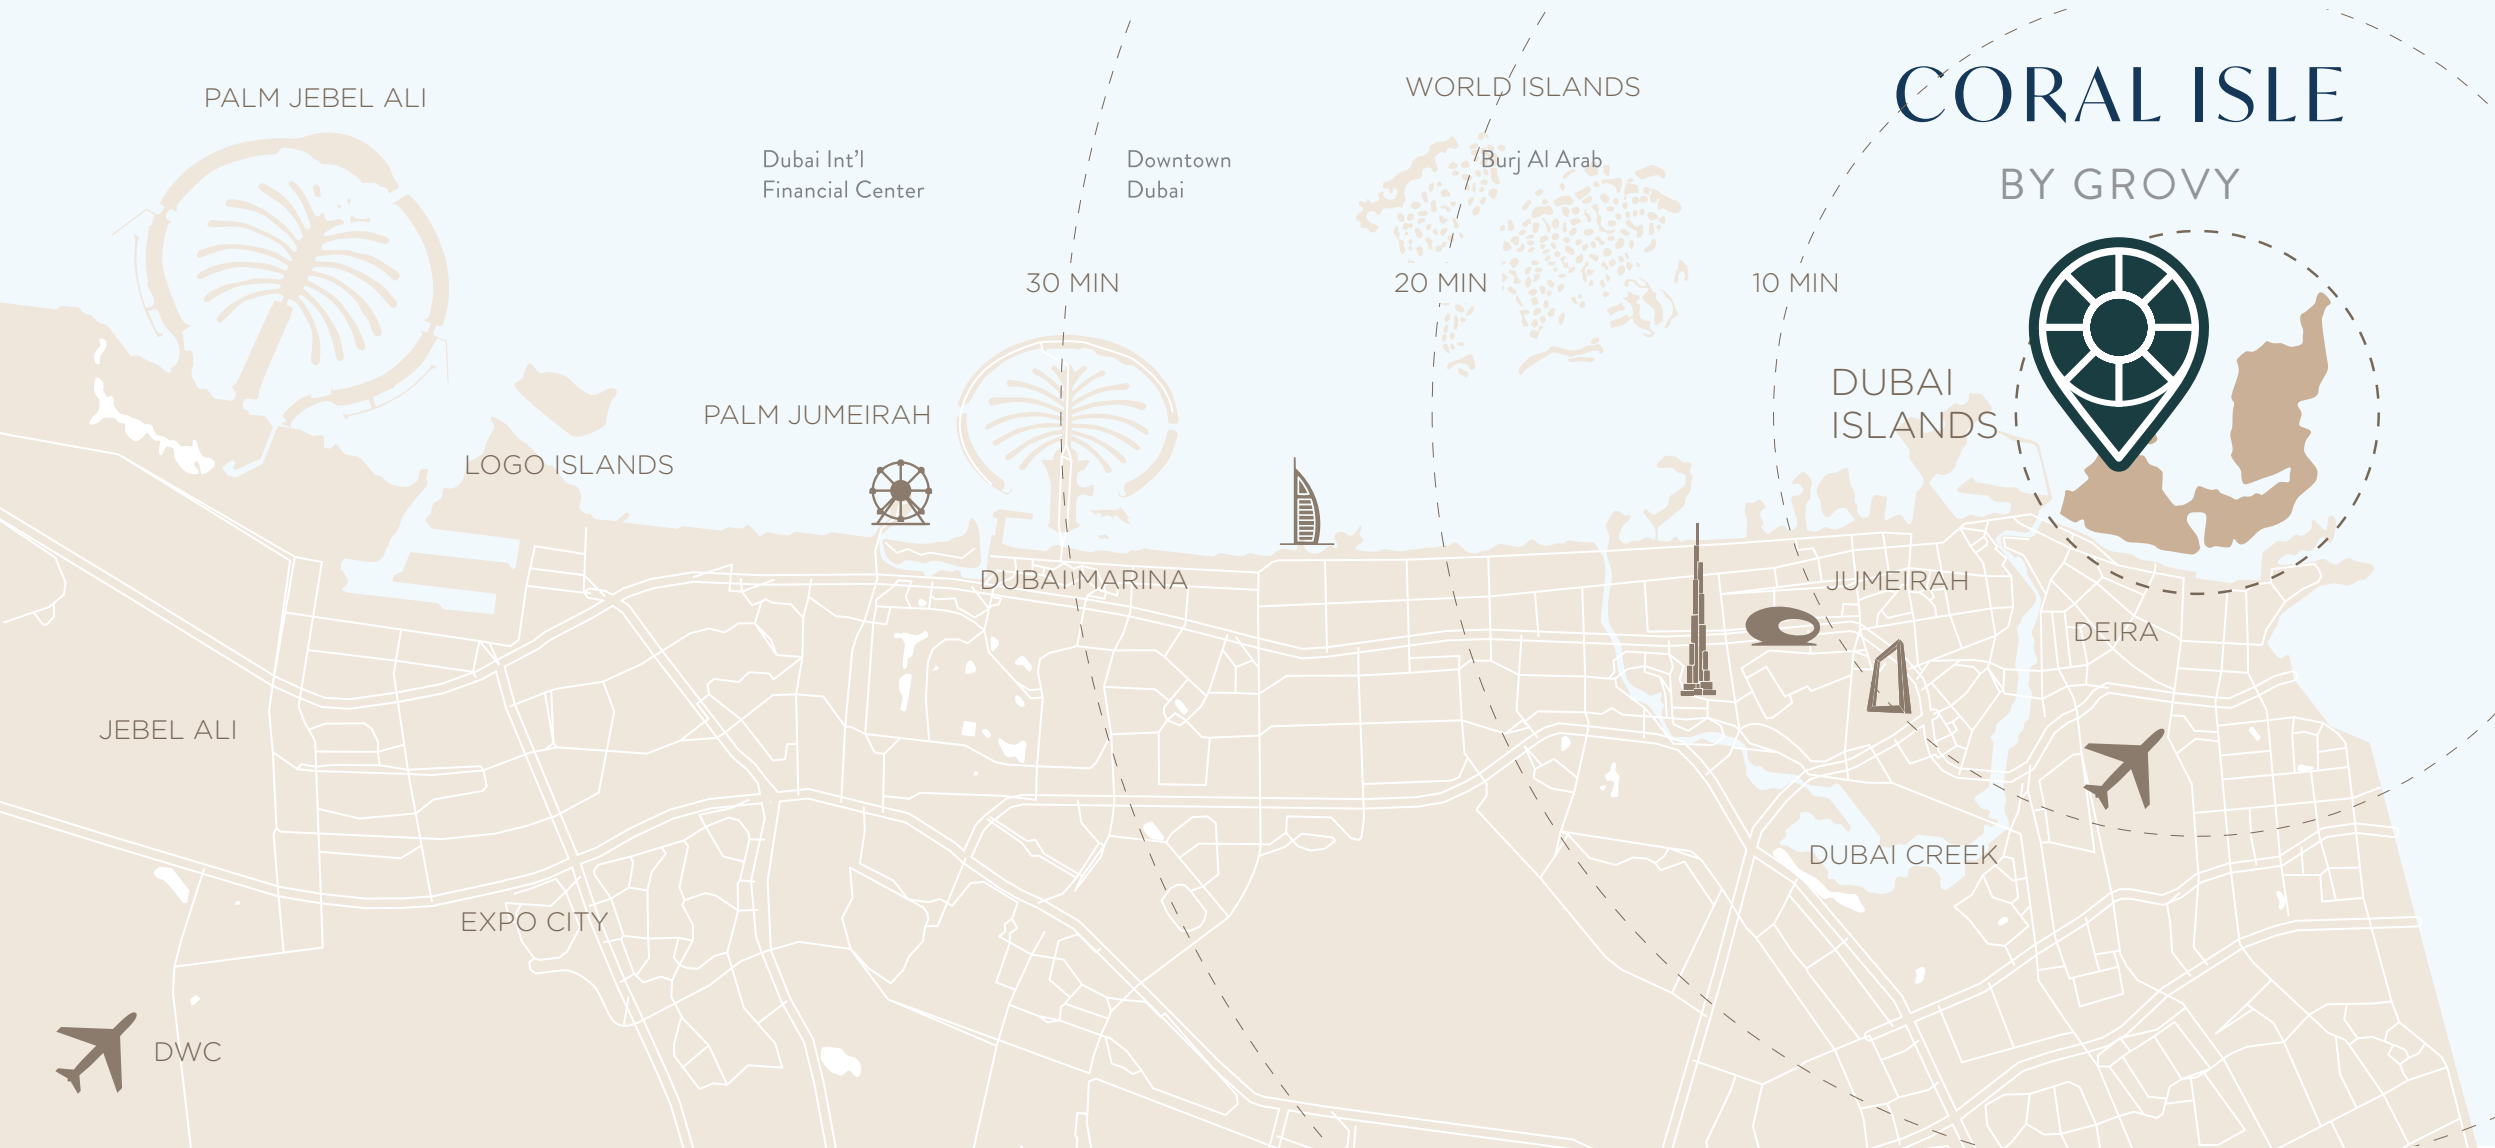 PALM JEBEL ALI
WORLD ISLANDS
CORAL ISLE
BY GROVY
Dubai Int'l
Financial Center
Downtown
Dubai
Burj Al Arab
30 MIN
20 MIN
10 MIN
DUBAI
ISLANDS
PALM JUMEIRAH
LOGO ISLANDS
DUBAI MARINA
JUMEIRAH
DEIRA
JEBEL ALI
DUBAI CREEK
EXPO CITY
DWC